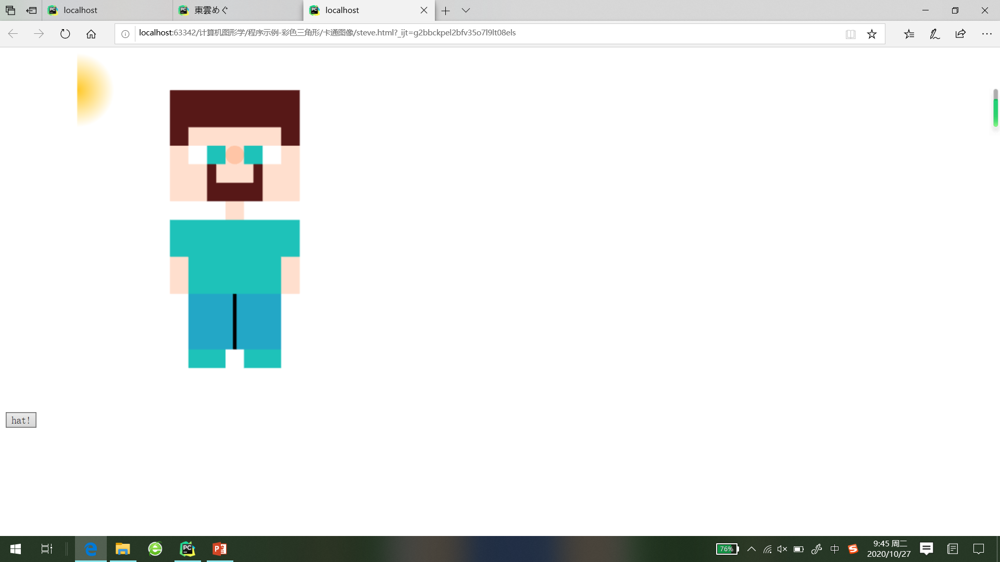 localhost
東雲めぐ
localhost
localhost:63342/计算机图形学/程序示例-彩色三角形/卡通图像/steve.html?_ijt=g2bbckpel2bfv35o7l9lt08els
hat!
PC
P
76%
中
S
9:45 周二
2020/10/27